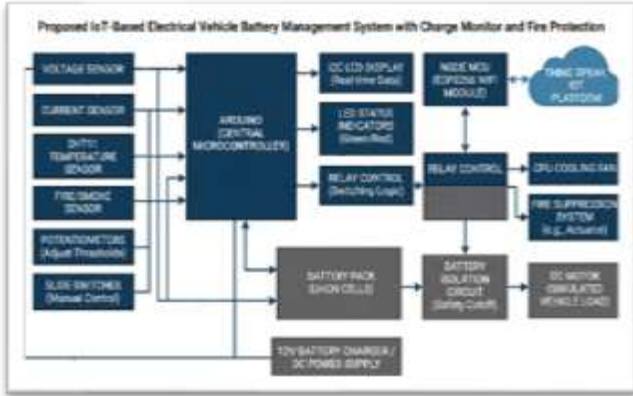 Proposed IoT-Based Electrical Vehicle Battery Management System with Charge Monitor and Fire Protection
VOLTAGE SENSOR
CURRENT SENSOR
DHT11
TEMPERATURE
SENSOR
FIRE/SMOKE
SENSOR
POTENTIOMETERS
(Adjust Thresholds)
SLIDE SWITCHES
(Manual Control)
ARDUINO
(CENTRAL
MICROCONTROLLER)
I2C LCD DISPLAY
(Real-time Data)
LED STATUS
INDICATORS
(Green/Red)
RELAY CONTROL
(Switching Logic)
NODE MCU
(ESP8266 WIFI
MODULE)
THING SPEAK
IOT
PLATFORM
RELAY CONTROL
CPU COOLING FAN
FIRE SUPPRESSION
SYSTEM
(e.g., Actuator)
BATTERY PACK
(LI-ION CELLS)
BATTERY
ISOLATION
CIRCUIT
(Safety Cutoff)
DC MOTOR
(SIMULATED
VEHICLE LOAD)
12V BATTERY CHARGER /
DC POWER SUPPLY